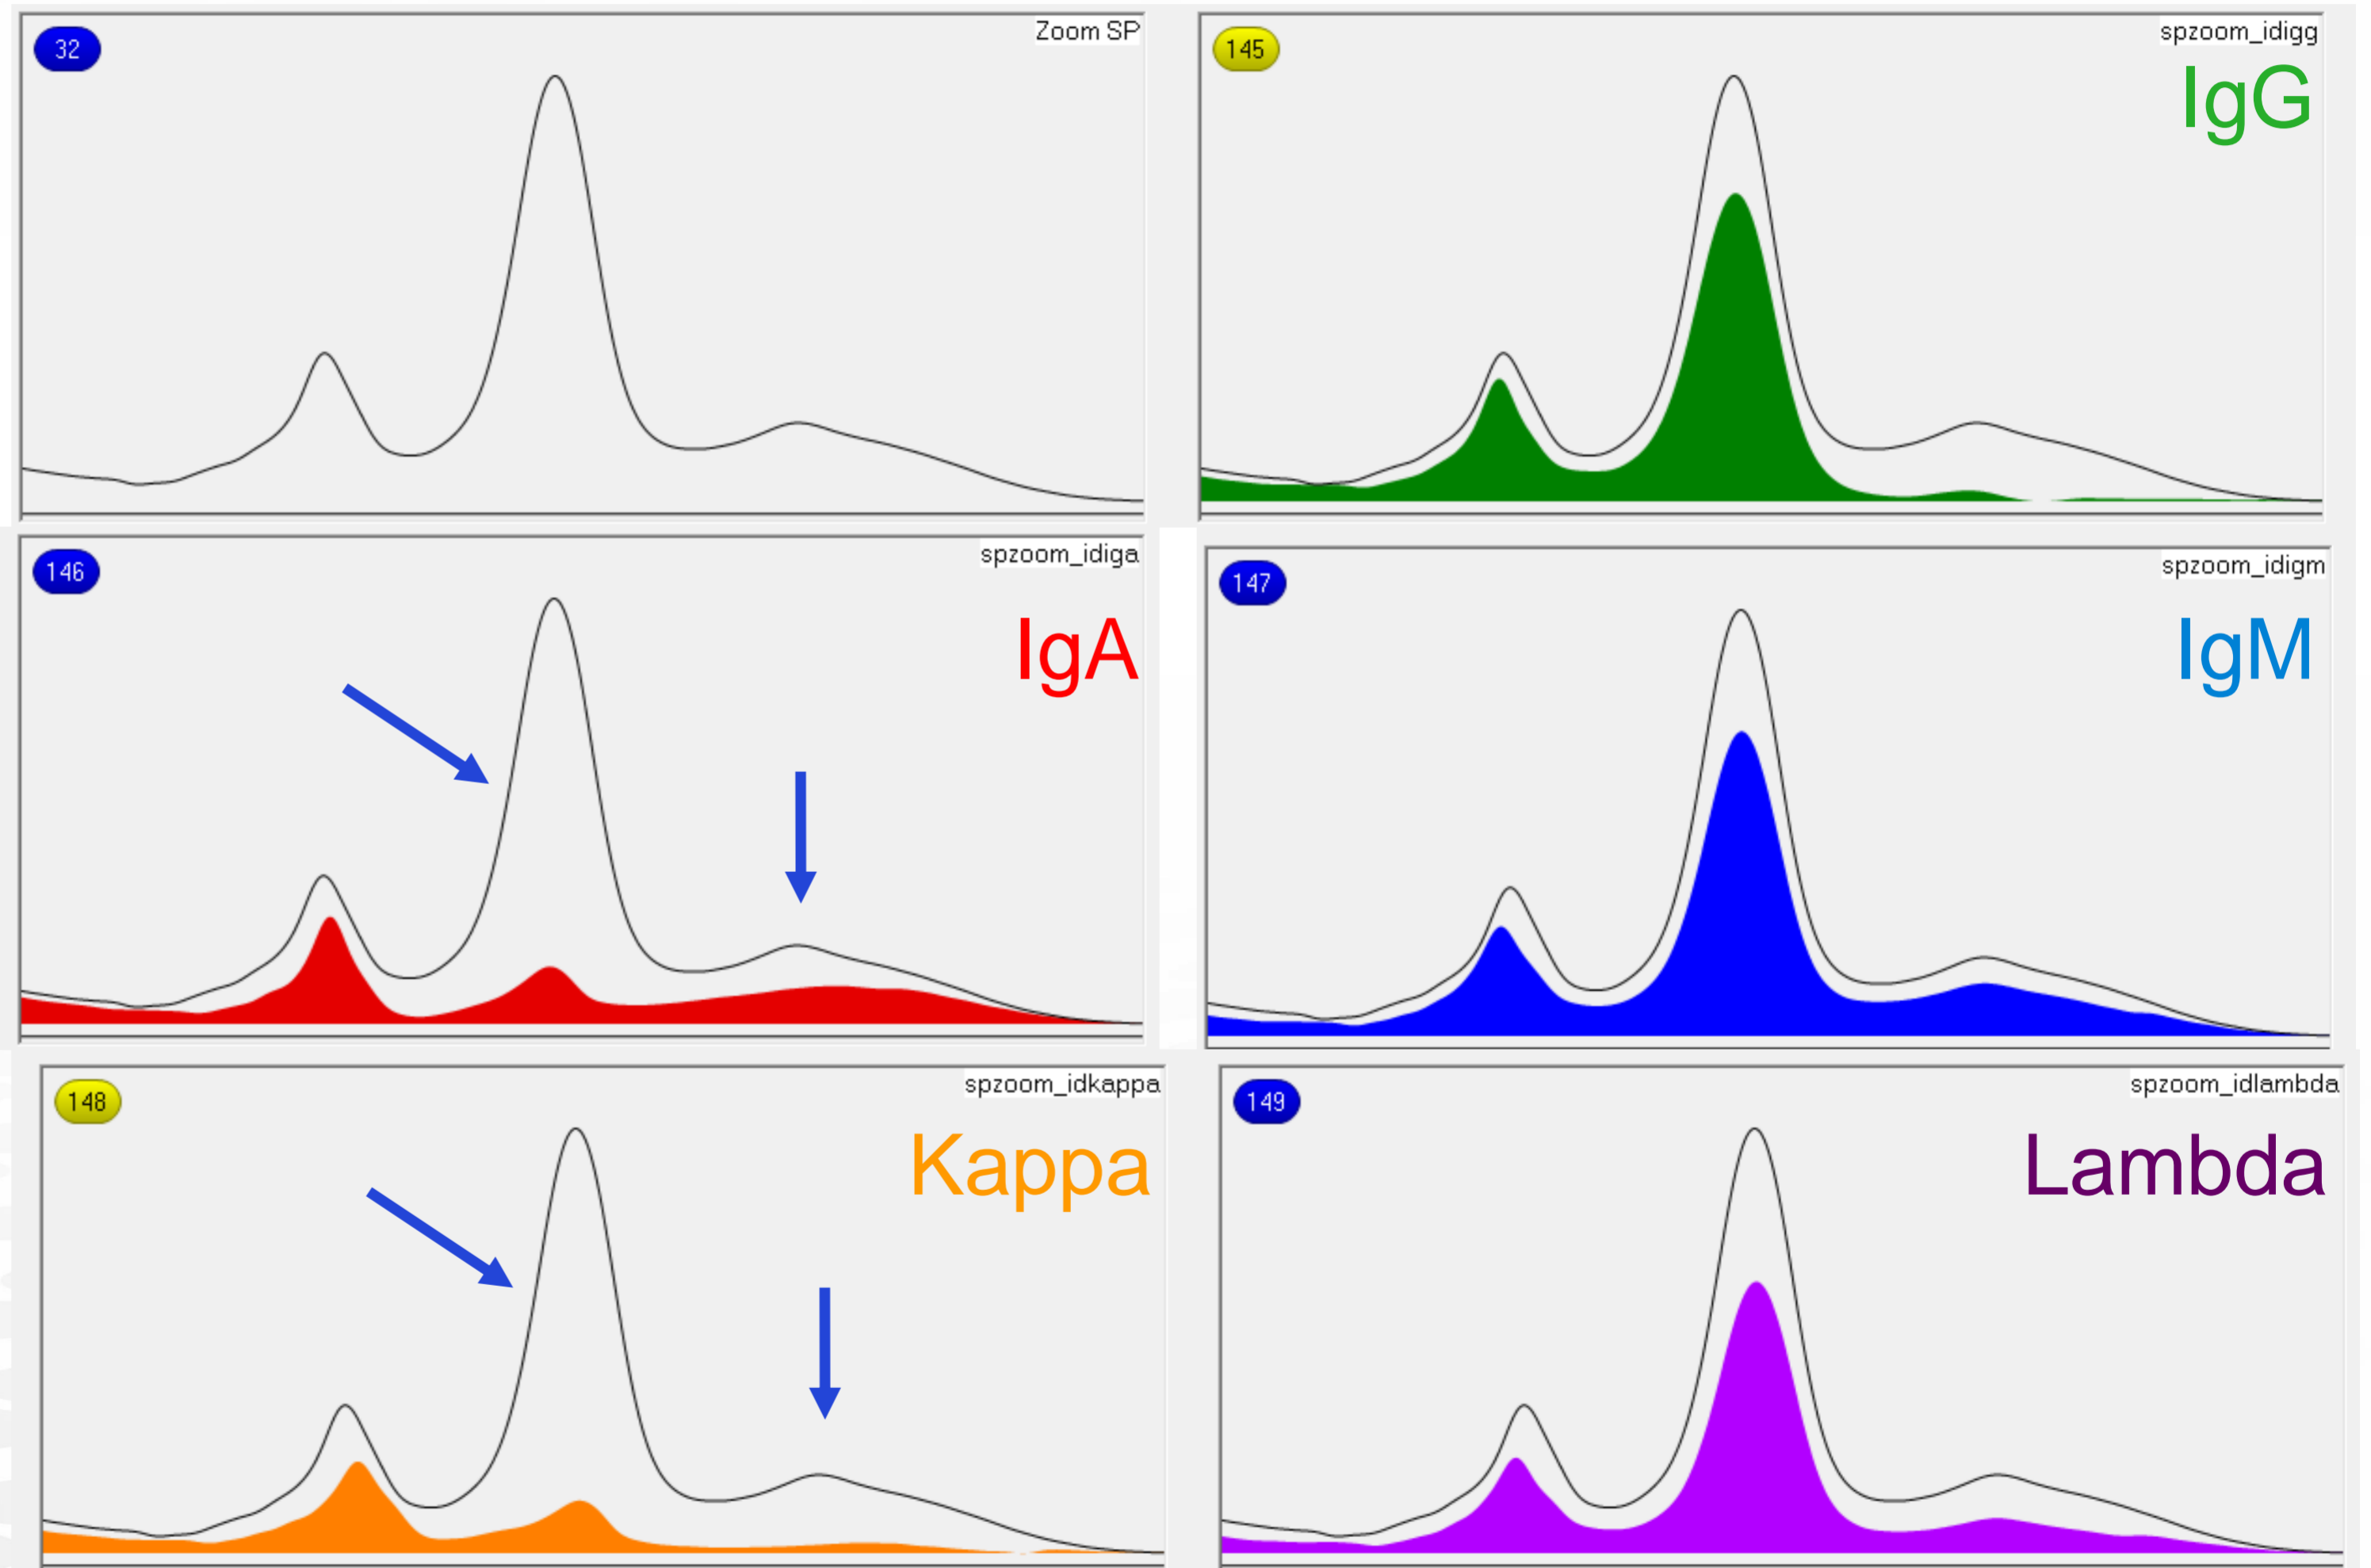 32
Zoom SP
145
spzoom_idigg
IgG
146
spzoom_idiga
IgA
147
spzoom_idigm
IgM
148
spzoom_idkappa
Kappa
149
spzoom_idlambda
Lambda